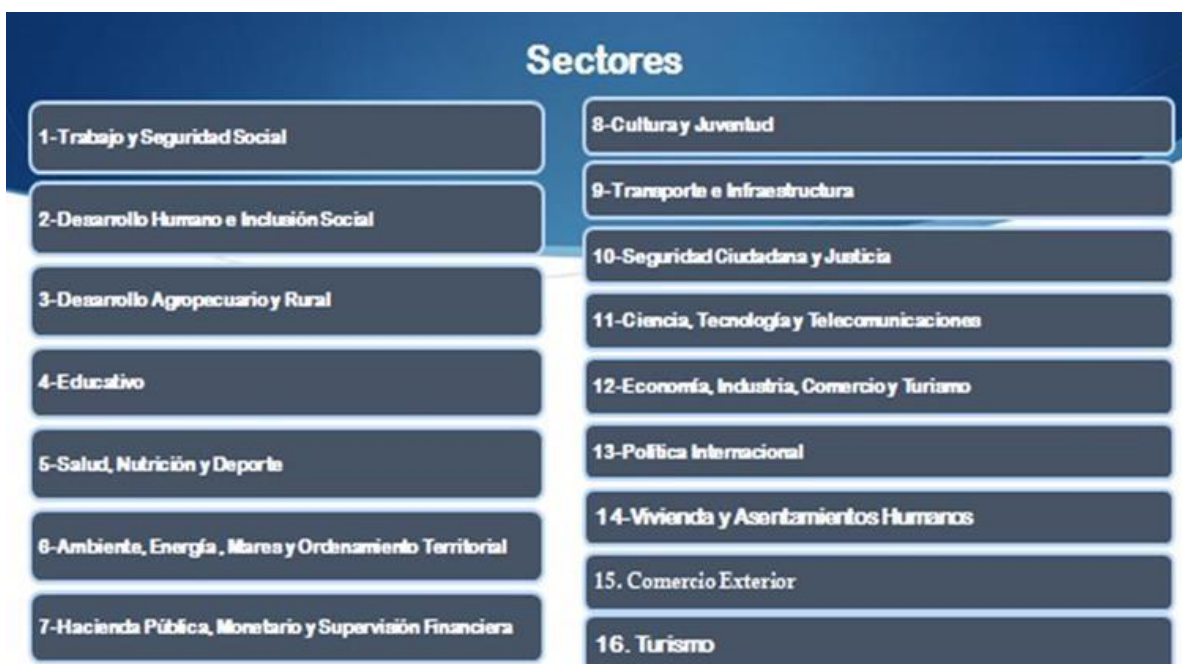 Sectores
1-Trabajo y Seguridad Social
2-Desarrollo Humano e Inclusión Social
3-Desarrollo Agropecuario y Rural
4-Educativo
5-Salud, Nutrición y Deporte
6-Ambiente, Energía , Mares y Ordenamiento Territorial
7-Hacienda Pública, Monetario y Supervisión Financiera
8-Cultura y Juventud
9-Transporte e Infraestructura
10-Seguridad Ciudadana y Justicia
11-Ciencia, Tecnología y Telecomunicaciones
12-Economía, Industria, Comercio y Turismo
13-Política Internacional
14-Vivienda y Asentamientos Humanos
15. Comercio Exterior
16. Turismo